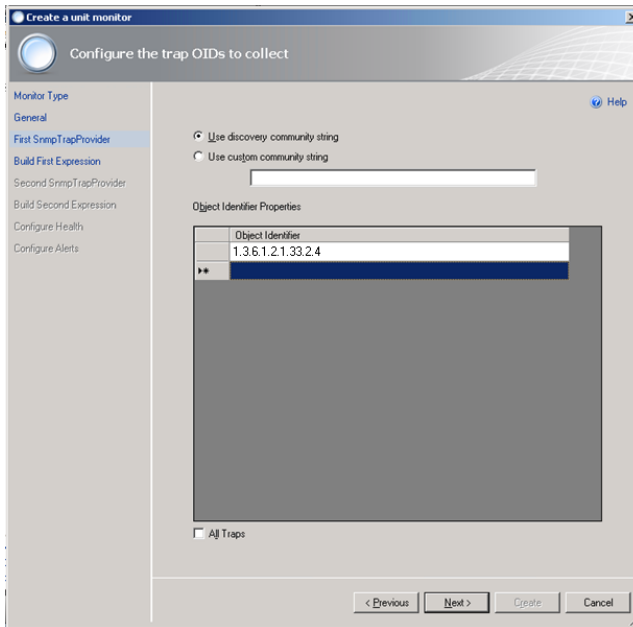 Create a unit monitor
Configure the trap OIDs to collect
Monitor Type
General
First SnmpTrapProvider
Build First Expression
Second SnmpTrapProvider
Build Second Expression
Configure Health
Configure Alerts
Help
Use discovery community string
Use custom community string
Object Identifier Properties
Object Identifier
1.3.6.1.2.1.33.2.4
All Traps
< Previous
Next >
Create
Cancel